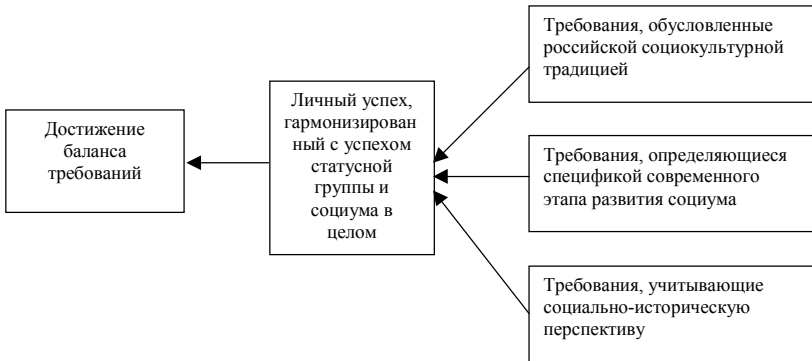 Достижение
баланса
требований
Личный успех,
гармонизирован
ный с успехом
статусной
группы и
социума в
целом
Требования, обусловленные
российской социокультурной
традицией
Требования, определяющиеся
спецификой современного
этапа развития социума
Требования, учитывающие
социально-историческую
перспективу